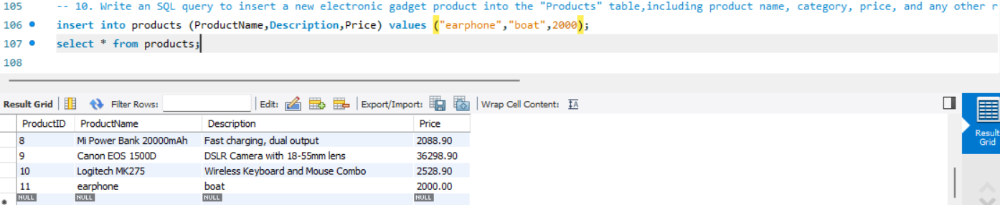 105 -- 10. Write an SQL query to insert a new electronic gadget product into the "Products" table,including product name, category, price, and any other r
106 insert into products (ProductName,Description,Price) values ("earphone","boat",2000);
107 select * from products;
108
Result Grid Filter Rows: Edit: Export/Import: Wrap Cell Content:
ProductID ProductName Description Price
8 Mi Power Bank 20000mAh Fast charging, dual output 2088.90
9 Canon EOS 1500D DSLR Camera with 18-55mm lens 36298.90
10 Logitech MK275 Wireless Keyboard and Mouse Combo 2528.90
11 earphone boat 2000.00
NULL NULL NULL NULL
Result
Grid